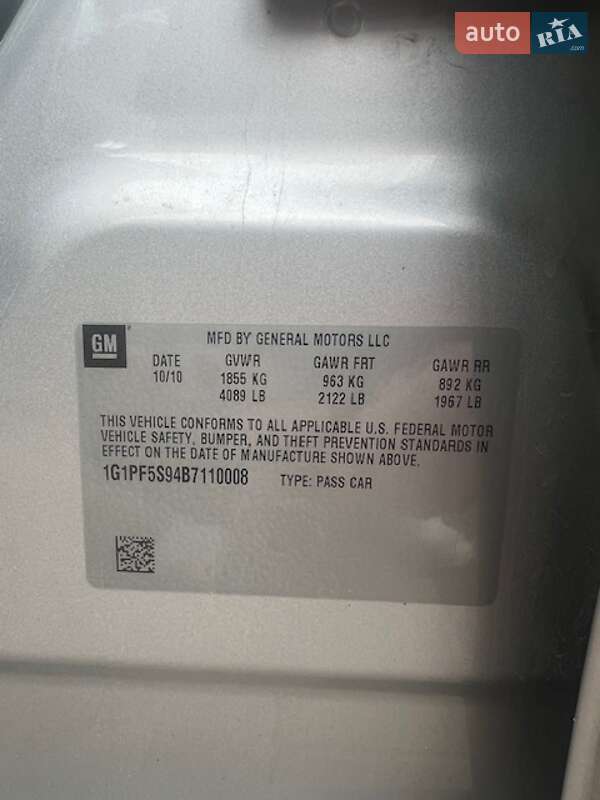 auto RIA.com
GM
MFD BY GENERAL MOTORS LLC
DATE GVWR GAWR FRT GAWR RR
10/10 1855 KG 963 KG 892 KG
4089 LB 2122 LB 1967 LB
THIS VEHICLE CONFORMS TO ALL APPLICABLE U.S. FEDERAL MOTOR
VEHICLE SAFETY, BUMPER, AND THEFT PREVENTION STANDARDS IN
EFFECT ON THE DATE OF MANUFACTURE SHOWN ABOVE.
1G1PF5S94B7110008 TYPE: PASS CAR